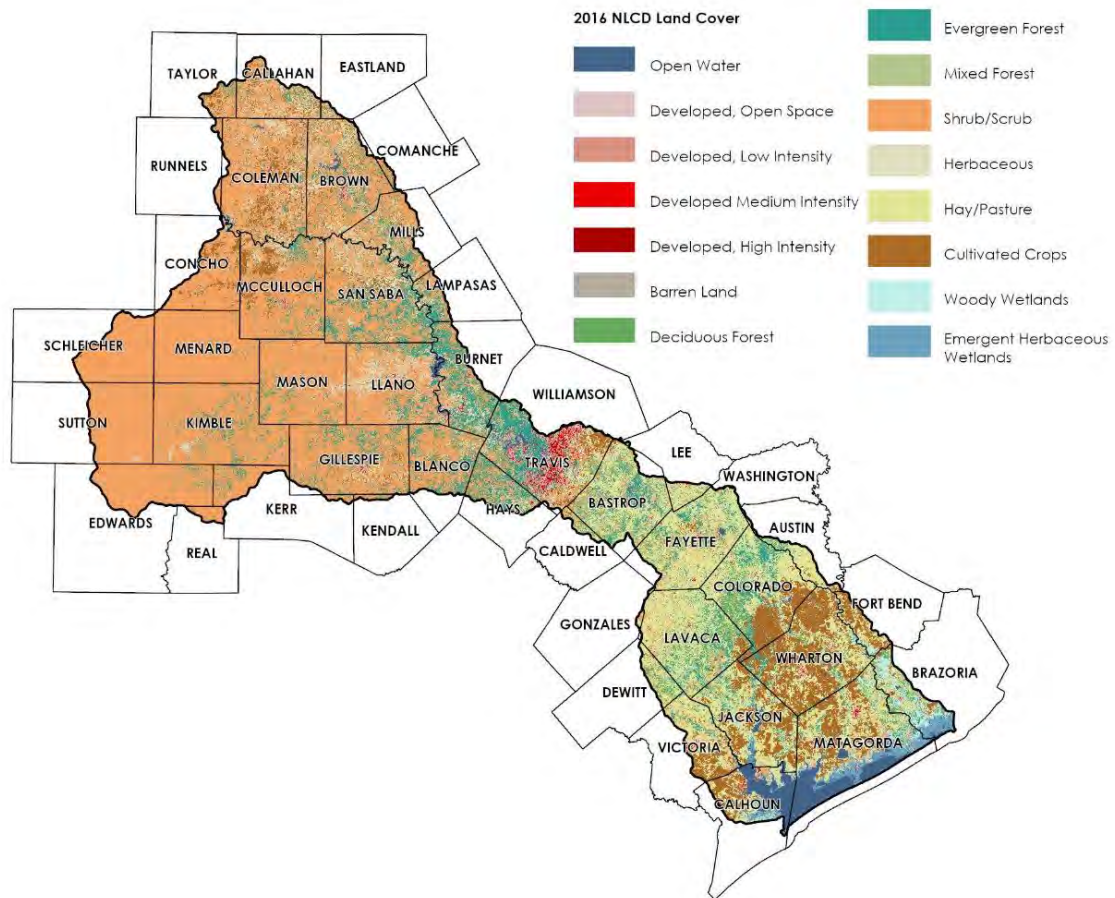 2016 NLCD Land Cover
Open Water
Developed, Open Space
Developed, Low Intensity
Developed Medium Intensity
Developed, High Intensity
Barren Land
Deciduous Forest
Evergreen Forest
Mixed Forest
Shrub/Scrub
Herbaceous
Hay/Pasture
Cultivated Crops
Woody Wetlands
Emergent Herbaceous
Wetlands
TAYLOR
CALLAHAN
EASTLAND
RUNNELS
COLEMAN
BROWN
COMANCHE
MILLS
CONCHO
MCCULLOCH
SAN SABA
LAMPASAS
SCHLEICHER
MENARD
BURNET
MASON
LLANO
WILLIAMSON
SUTTON
KIMBLE
GILLESPIE
BLANCO
TRAVIS
LEE
WASHINGTON
BASTROP
EDWARDS
KERR
HAYS
KENDALL
REAL
CALDWELL
FAYETTE
AUSTIN
COLORADO
FORT BEND
GONZALES
LAVACA
WHARTON
BRAZORIA
DEWITT
JACKSON
VICTORIA
MATAGORDA
CALHOUN